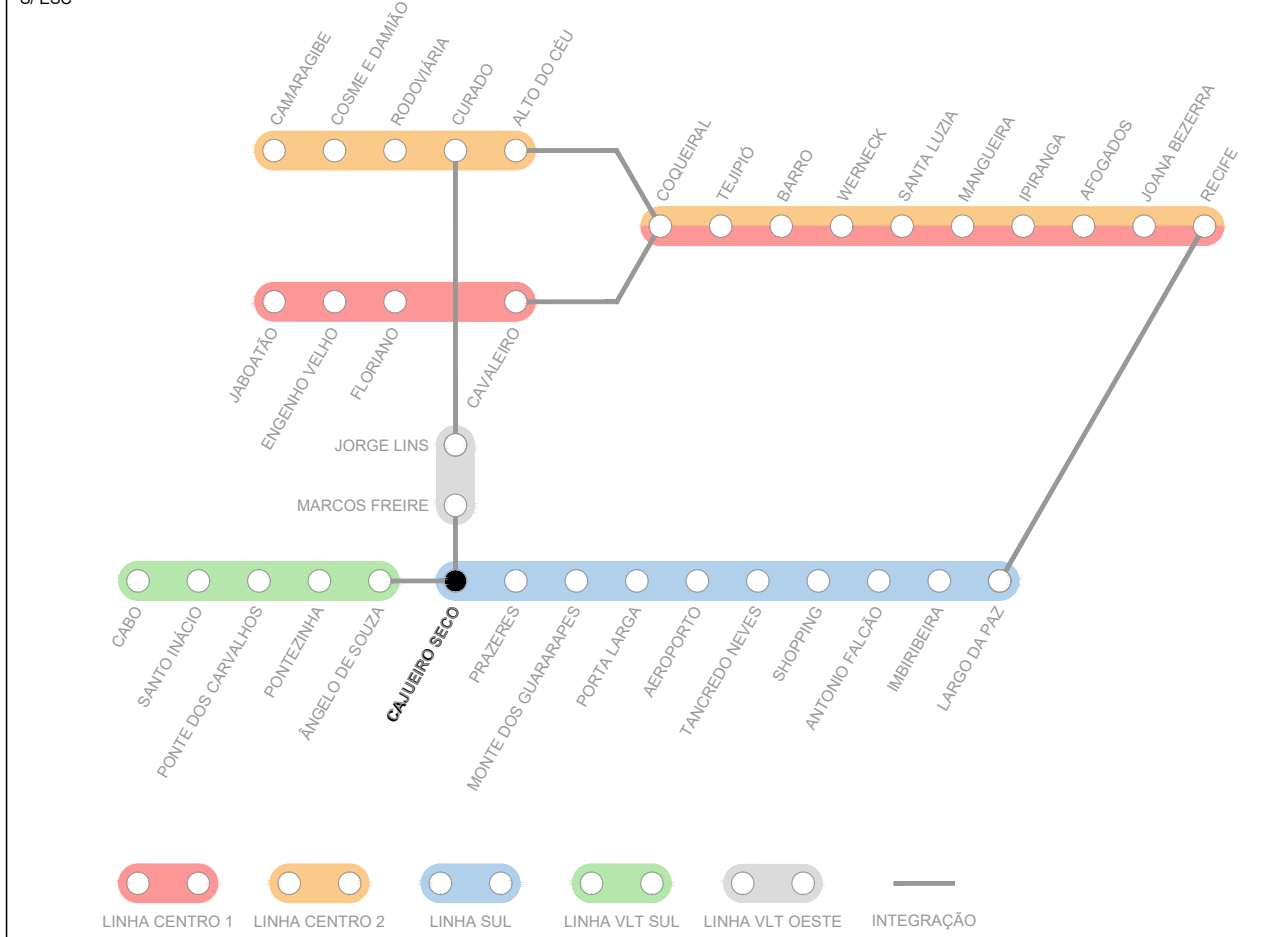 S/ESC
CAMARAGIBE
COSME E DAMIÃO
RODOVIÁRIA
CURADO
ALTO DO CÉU
COQUEIRAL
TEJIPIÓ
BARRO
WERNECK
SANTA LUZIA
MANGUEIRA
IPIRANGA
AFOGADOS
JOANA BEZERRA
RECIFE
JABOATÃO
ENGENHO VELHO
FLORIANO
CAVALEIRO
JORGE LINS
MARCOS FREIRE
CABO
SANTO INÁCIO
PONTE DOS CARVALHOS
PONTEZINHA
ÂNGELO DE SOUZA
CAJUEIRO SECO
PRAZERES
MONTE DOS GUARARAPES
PORTA LARGA
AEROPORTO
TANCREDO NEVES
SHOPPING
ANTONIO FALCÃO
IMBIRIBEIRA
LARGO DA PAZ
LINHA CENTRO 1
LINHA CENTRO 2
LINHA SUL
LINHA VLT SUL
LINHA VLT OESTE
INTEGRAÇÃO